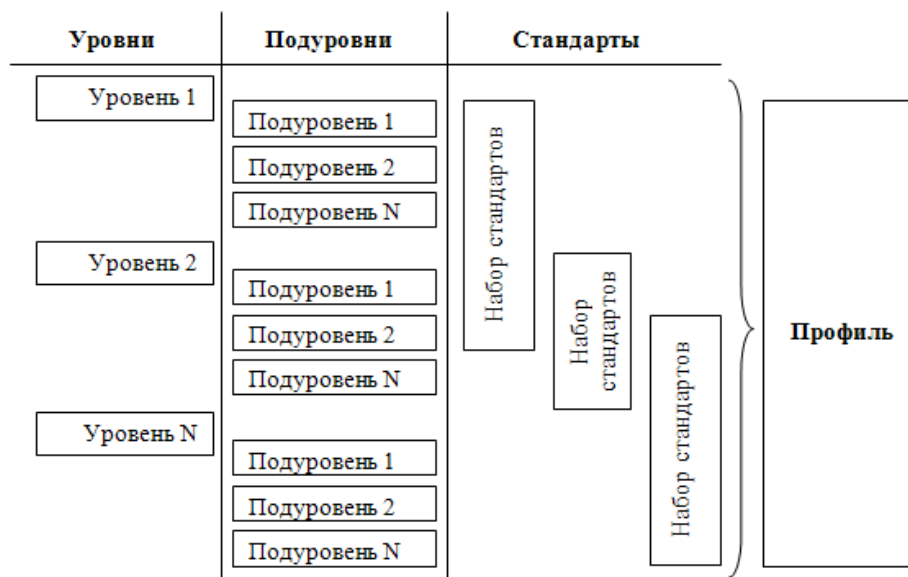 Уровни
Подуровни
Стандарты
Уровень 1
Подуровень 1
Подуровень 2
Подуровень N
Уровень 2
Подуровень 1
Подуровень 2
Подуровень N
Уровень N
Подуровень 1
Подуровень 2
Подуровень N
Набор стандартов
Набор
стандартов
Набор стандартов
Профиль